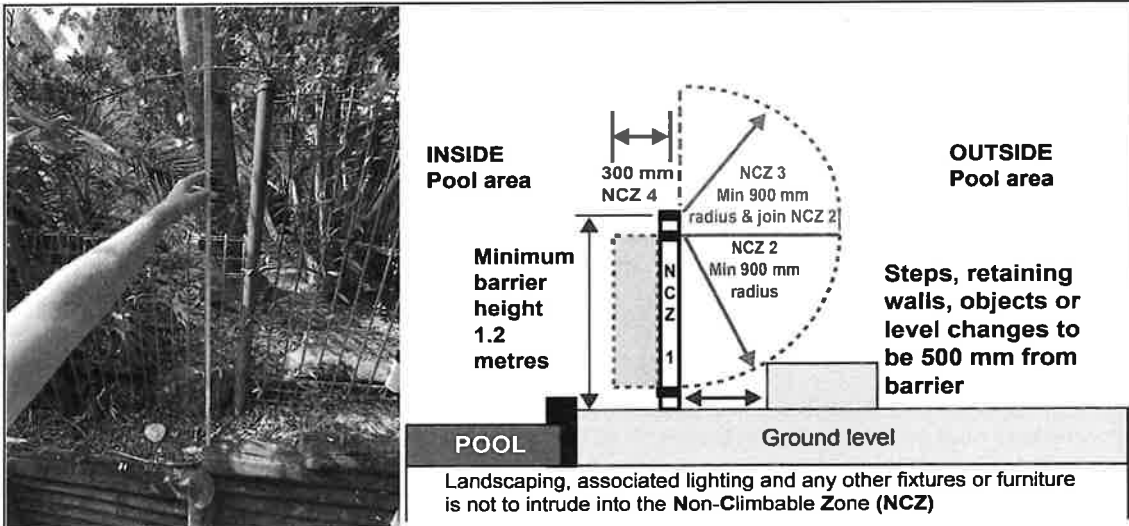 INSIDE
Pool area
300 mm
NCZ 4
NCZ 3
Min 900 mm
radius & join NCZ 2
OUTSIDE
Pool area
Minimum
barrier
height
1.2
metres
NCZ 1
NCZ 2
Min 900 mm
radius
Steps, retaining
walls, objects or
level changes to
be 500 mm from
barrier
POOL
Ground level
Landscaping, associated lighting and any other fixtures or furniture
is not to intrude into the Non-Climbable Zone (NCZ)